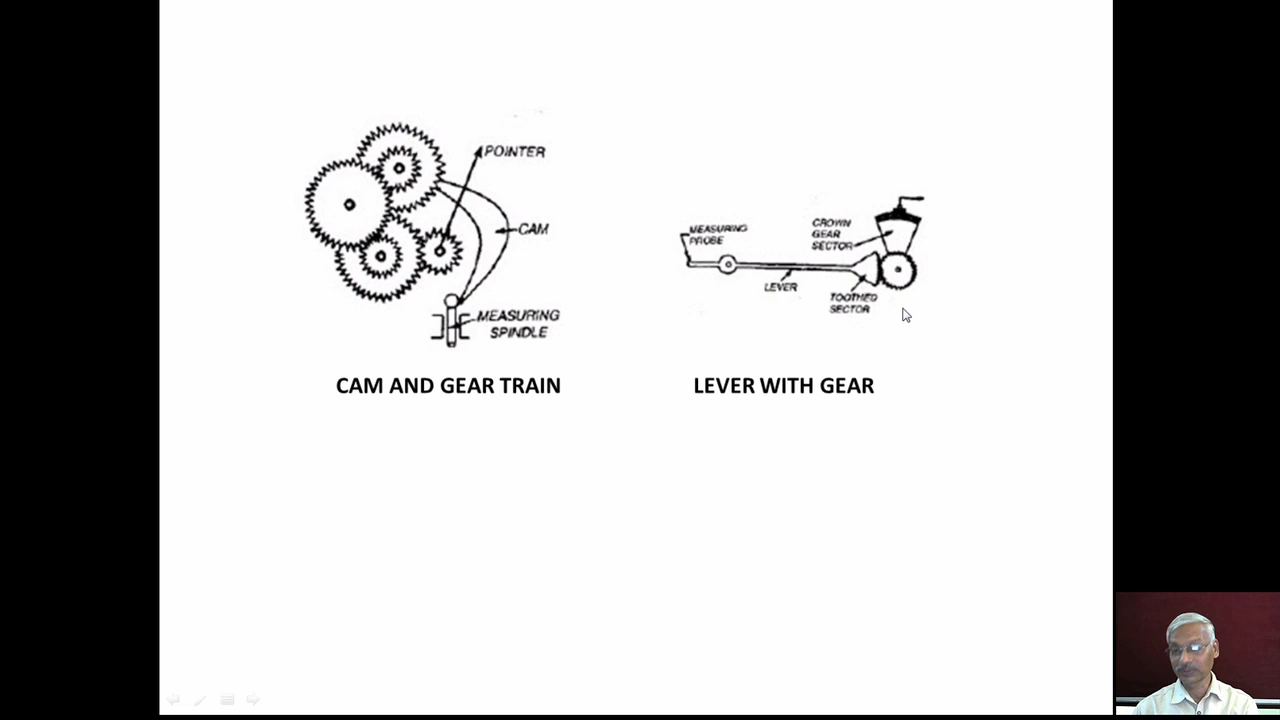 POINTER
CAM
MEASURING
SPINDLE
CAM AND GEAR TRAIN
MEASURING
PROBE
CROWN
GEAR
SECTOR
LEVER
TOOTHED
SECTOR
LEVER WITH GEAR